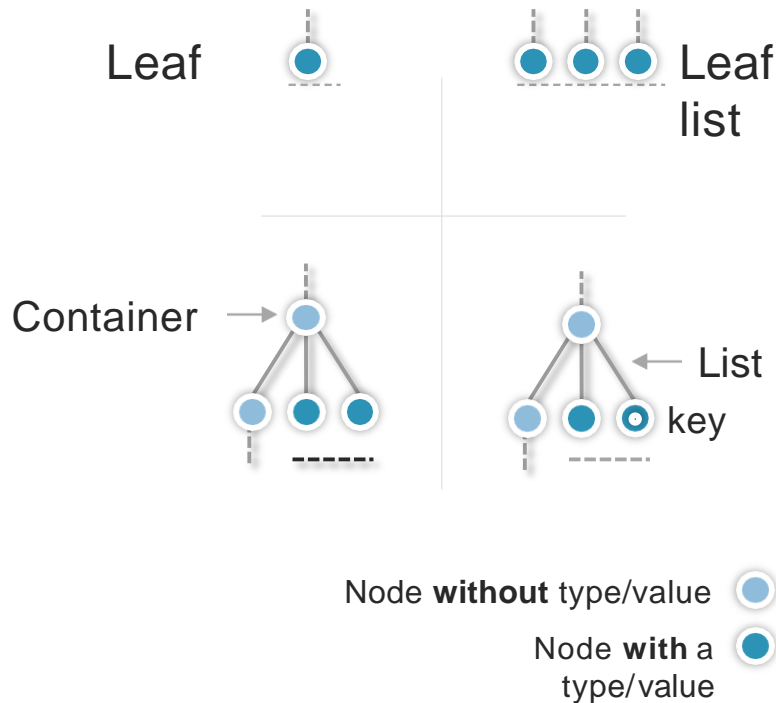 Leaf
Leaf
list
Container
List
key
Node without type/value
Node with a
type/value